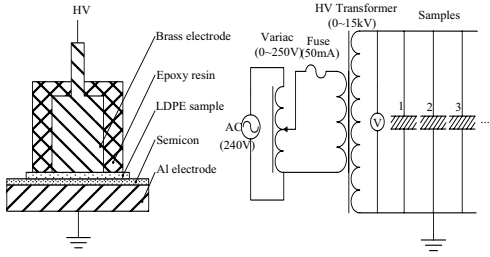 HV
Brass electrode
Epoxy resin
LDPE sample
Semicon
Al electrode
HV Transformer
(0~15kV)
Samples
Variac
(0~250V)
Fuse
(50mA)
AC
(240V)
V
1
2
3
...